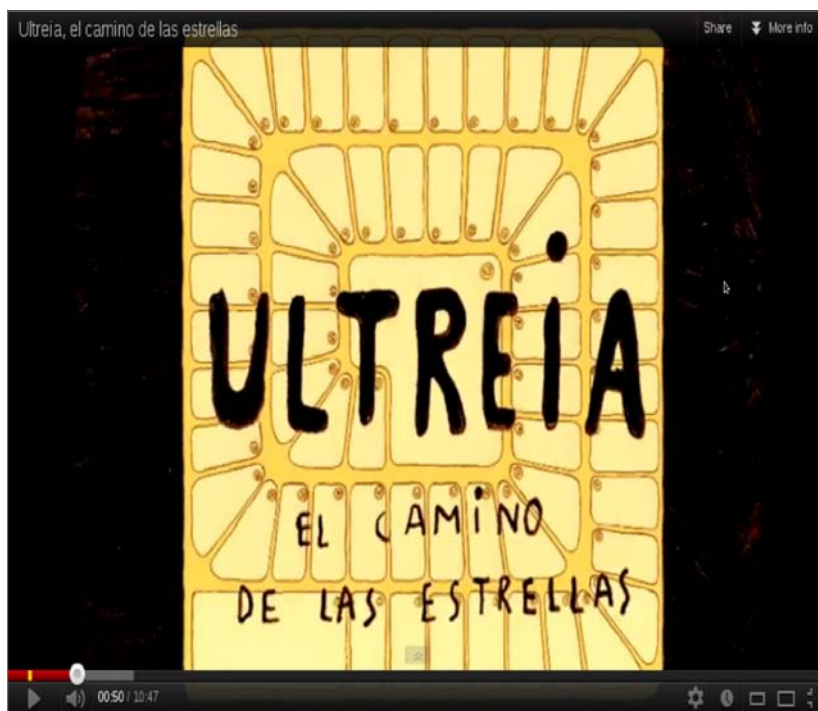 Ultreia, el camino de las estrellas Share More info
ULTREiA
EL CAMiNO
DE LAS ESTRELLAS
00:50 / 10:47